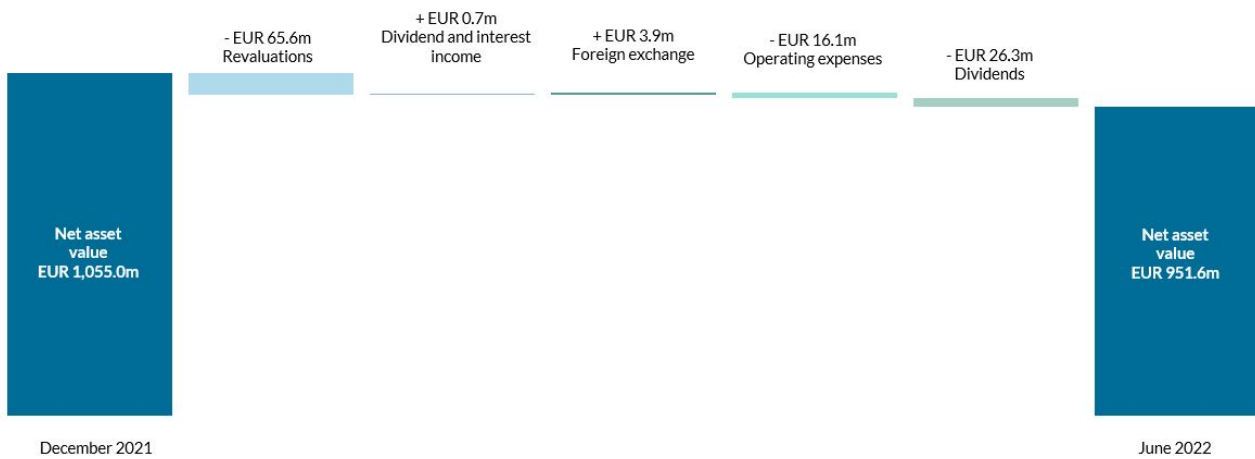 - EUR 65.6m
Revaluations
+ EUR 0.7m
Dividend and interest
income
+ EUR 3.9m
Foreign exchange
- EUR 16.1m
Operating expenses
- EUR 26.3m
Dividends
Net asset
value
EUR 1,055.0m
Net asset
value
EUR 951.6m
December 2021
June 2022